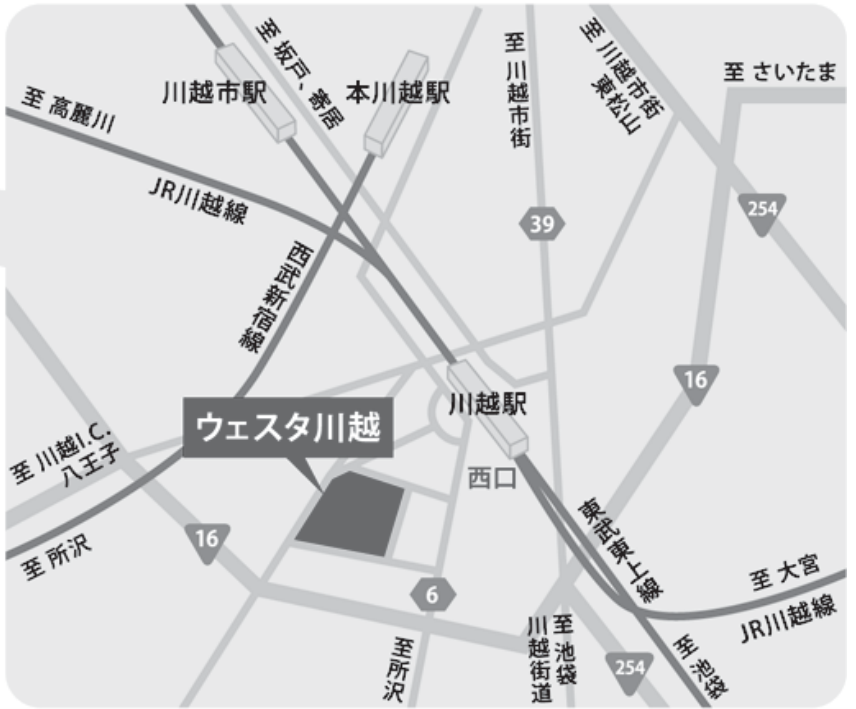 至 坂戸、寄居
至 川越市街
至 川越市街
東松山
至 さいたま
川越市駅
本川越駅
至 高麗川
JR川越線
254
39
西武新宿線
16
川越駅
ウェスタ川越
至 川越I.C.
八王子
西口
16
至 所沢
東武東上線
至 大宮
JR川越線
6
至 池袋
川越街道
至 所沢
254
至 池袋